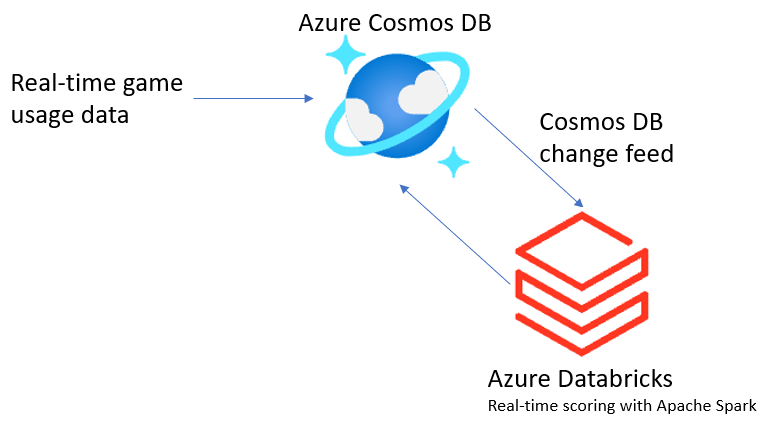 Azure Cosmos DB
Real-time game
usage data
Cosmos DB
change feed
Azure Databricks
Real-time scoring with Apache Spark